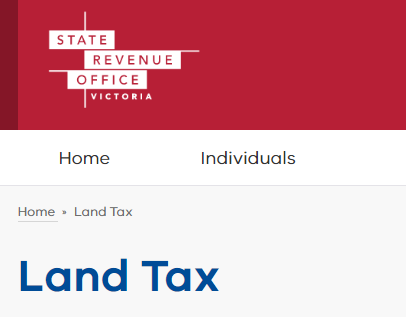 STATE
REVENUE
OFFICE
VICTORIA
Home Individuals
Home » Land Tax
Land Tax